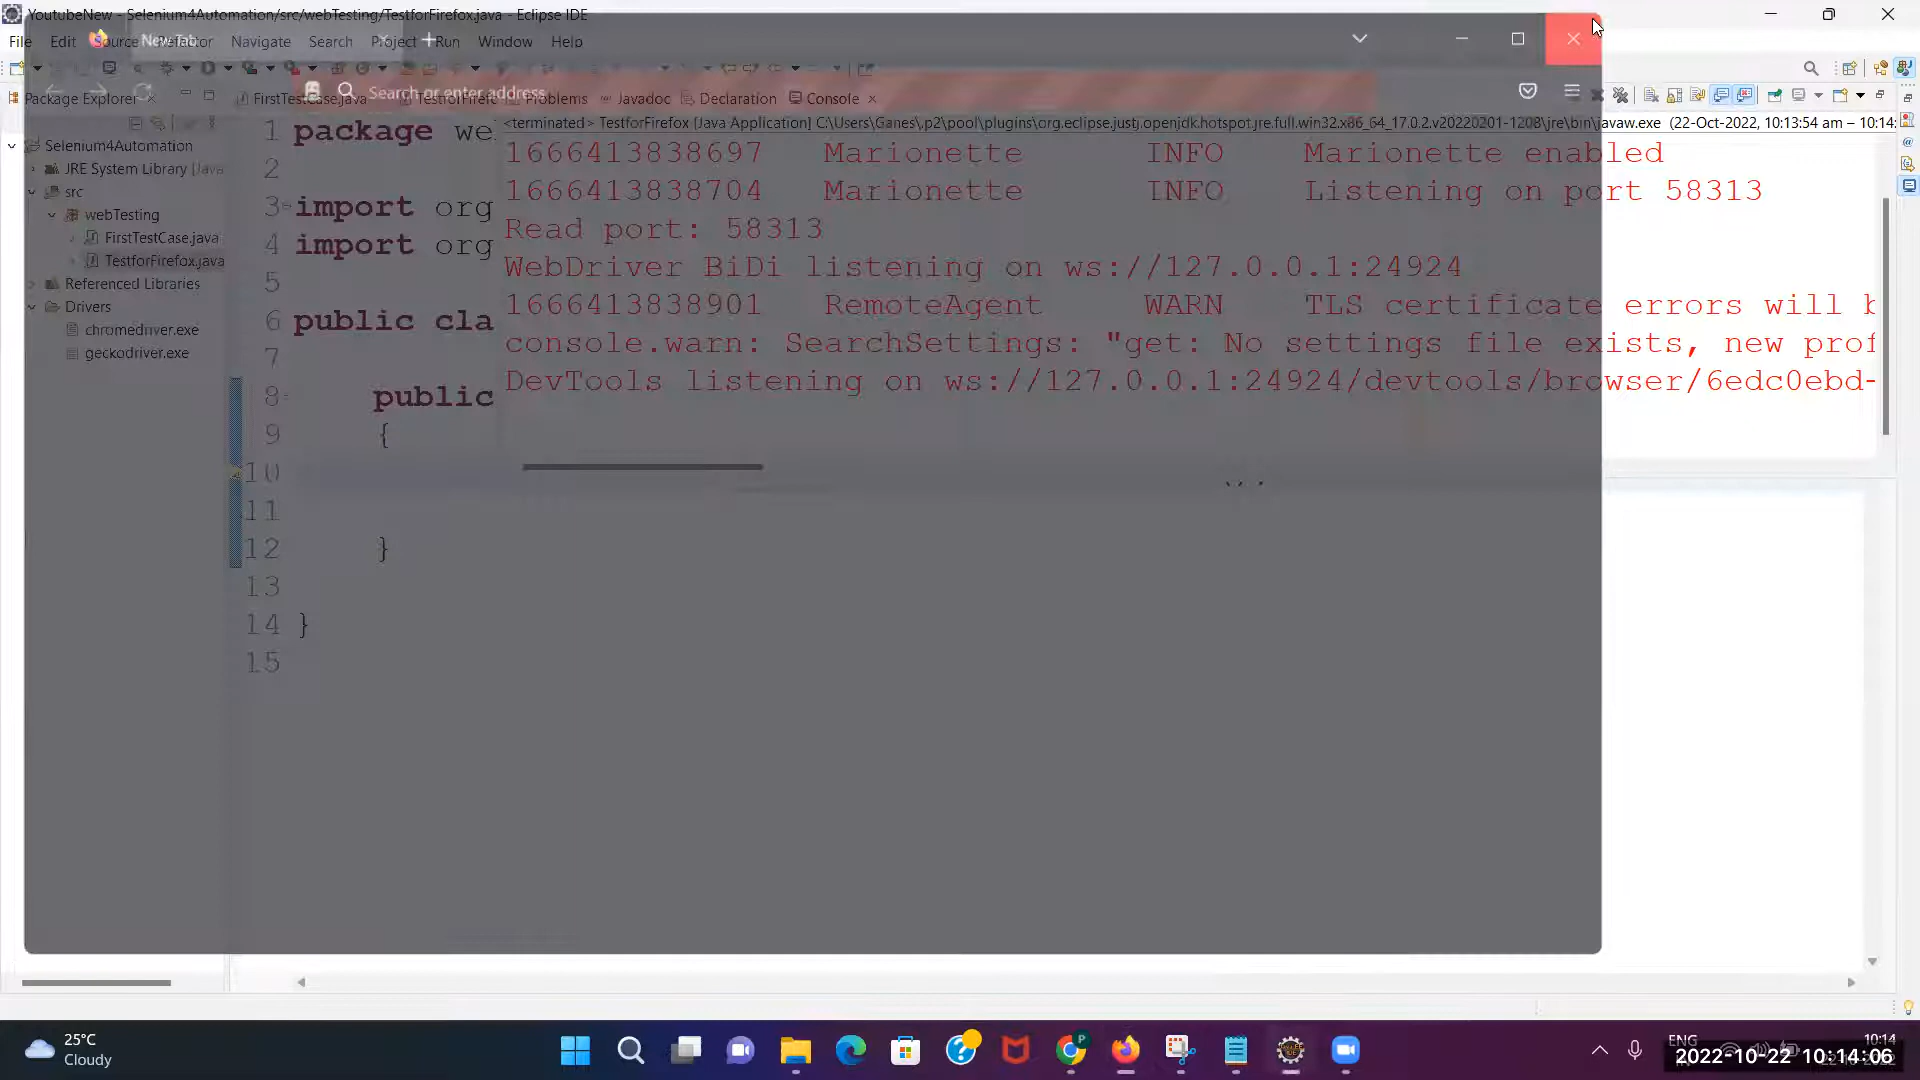 YoutubeNew - Selenium4Automation/src/webTesting/TestforFirefox.java - Eclipse IDE
File Edit Source Refactor Navigate Search Project Run Window Help
New Tab
Search or enter address
Package Explorer
FirstTestCase.java
Problems
Javadoc
Declaration
Console
<terminated> TestforFirefox [Java Application] C:\Users\Ganes\.p2\pool\plugins\org.eclipse.justj.openjdk.hotspot.jre.full.win32.x86_64_17.0.2.v20220201-1208\jre\bin\javaw.exe (22-Oct-2022, 10:13:54 am – 10:14:
Selenium4Automation
JRE System Library [Java
src
webTesting
FirstTestCase.java
TestforFirefox.java
Referenced Libraries
Drivers
chromedriver.exe
geckodriver.exe
1 package we
2
3 import org
4 import org
5
6 public cla
7
8 public
9 {
10
11
12 }
13
14 }
15
1666413838697 Marionette INFO Marionette enabled
1666413838704 Marionette INFO Listening on port 58313
Read port: 58313
WebDriver BiDi listening on ws://127.0.0.1:24924
1666413838901 RemoteAgent WARN TLS certificate errors will b
console.warn: SearchSettings: "get: No settings file exists, new prof
DevTools listening on ws://127.0.0.1:24924/devtools/browser/6edc0ebd-
25°C
Cloudy
ENG
10:14
2022-10-22 10:14:06